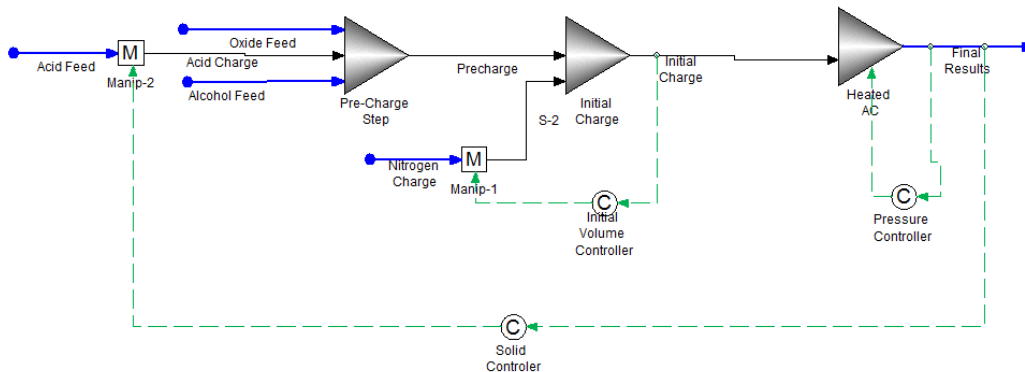 Oxide Feed
M
Acid Feed
Acid Charge
Manip-2
Alcohol Feed
Pre-Charge
Step
Precharge
Initial
Charge
S-2
Initial
Charge
M
Nitrogen
Charge
Manip-1
C
Initial
Volume
Controller
Heated
AC
Final
Results
C
Pressure
Controller
C
Solid
Controler